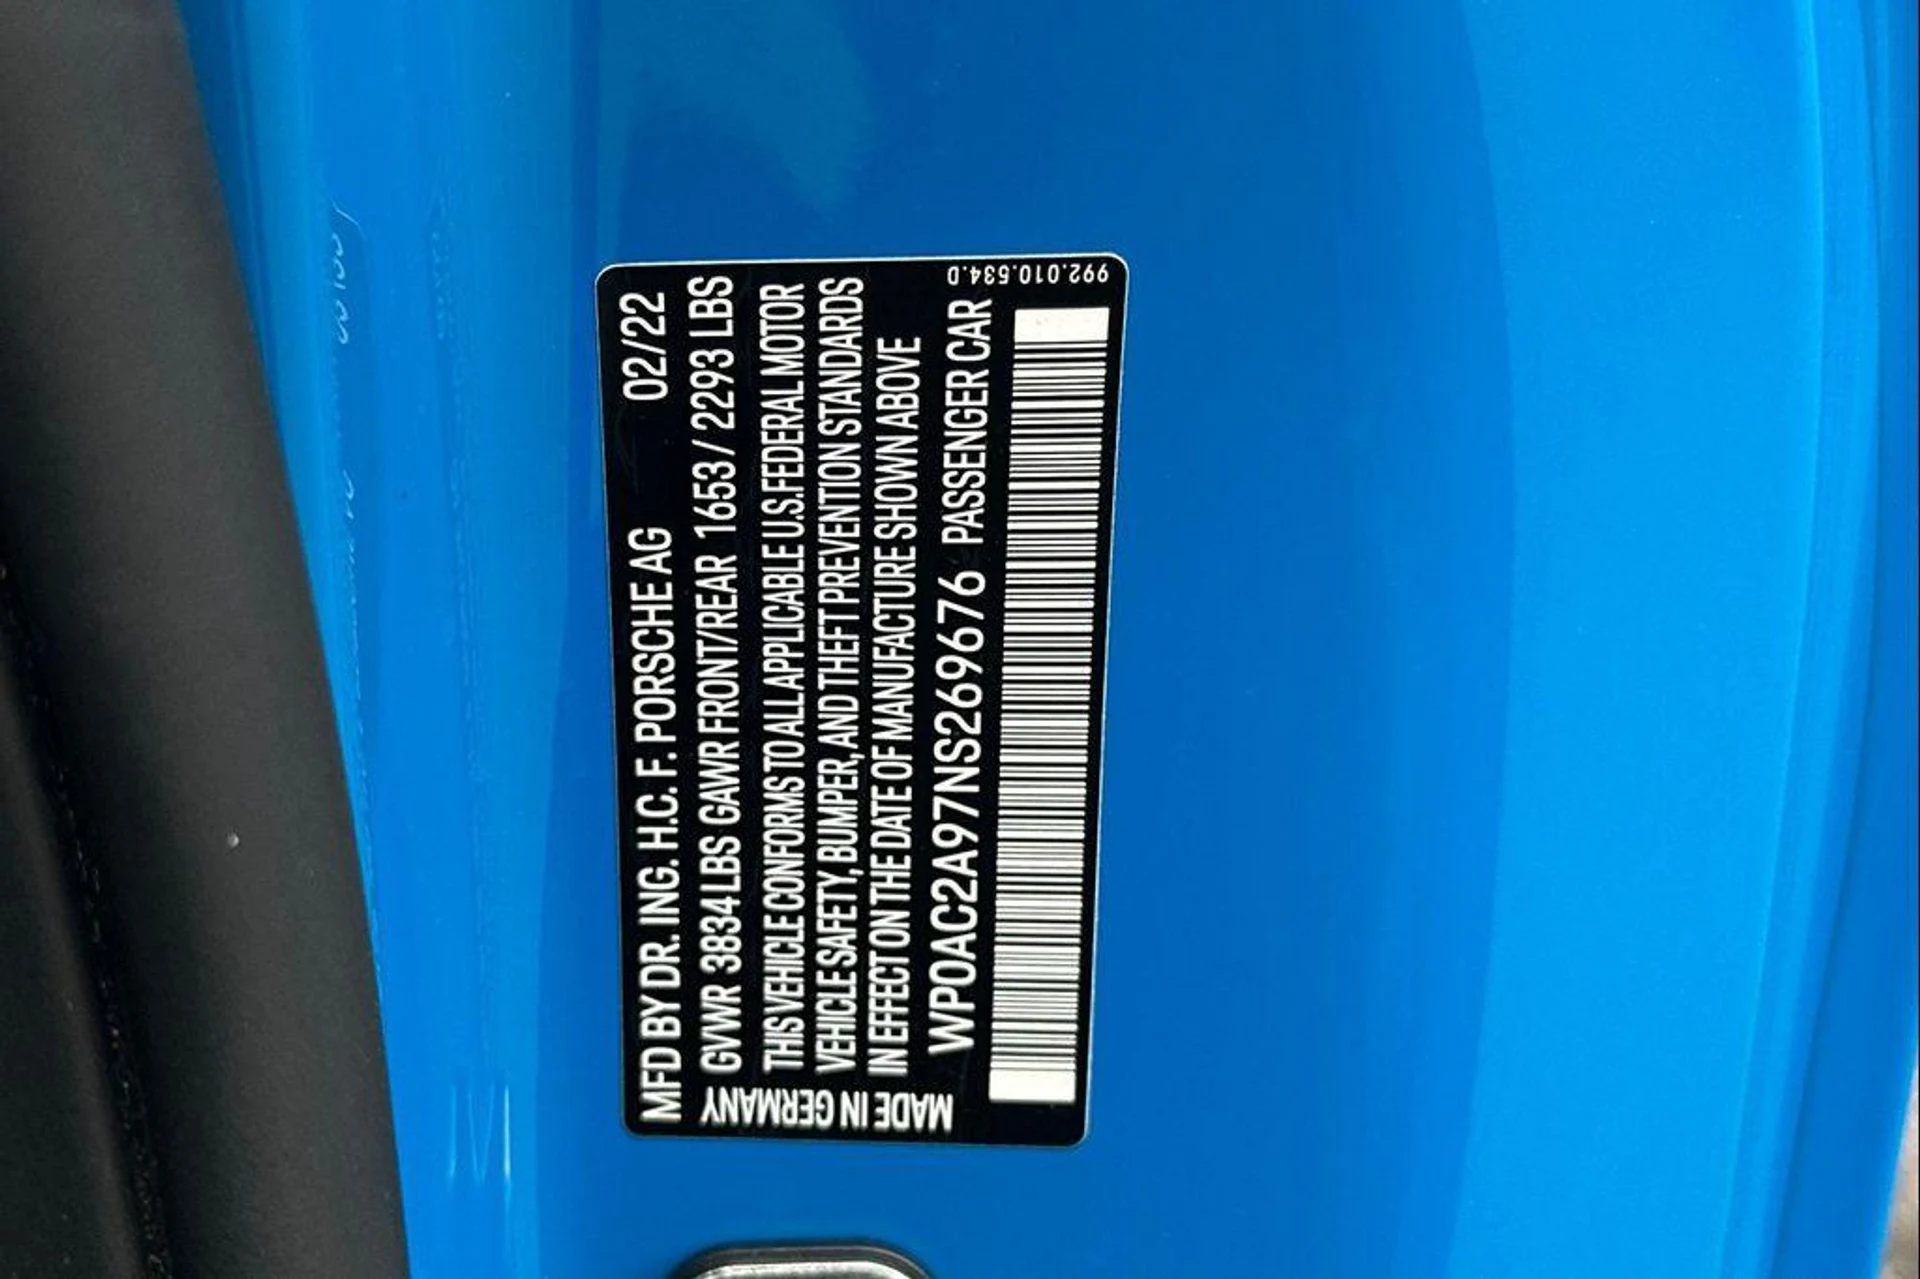 MFD BY DR. ING. H.C. F. PORSCHE AG 02/22
GVWR 3834 LBS GAWR FRONT/REAR 1653 / 2293 LBS
THIS VEHICLE CONFORMS TO ALL APPLICABLE U.S. FEDERAL MOTOR
VEHICLE SAFETY, BUMPER, AND THEFT PREVENTION STANDARDS
IN EFFECT ON THE DATE OF MANUFACTURE SHOWN ABOVE
WP0AC2A97NS269676 PASSENGER CAR
MADE IN GERMANY
992.010.534.D